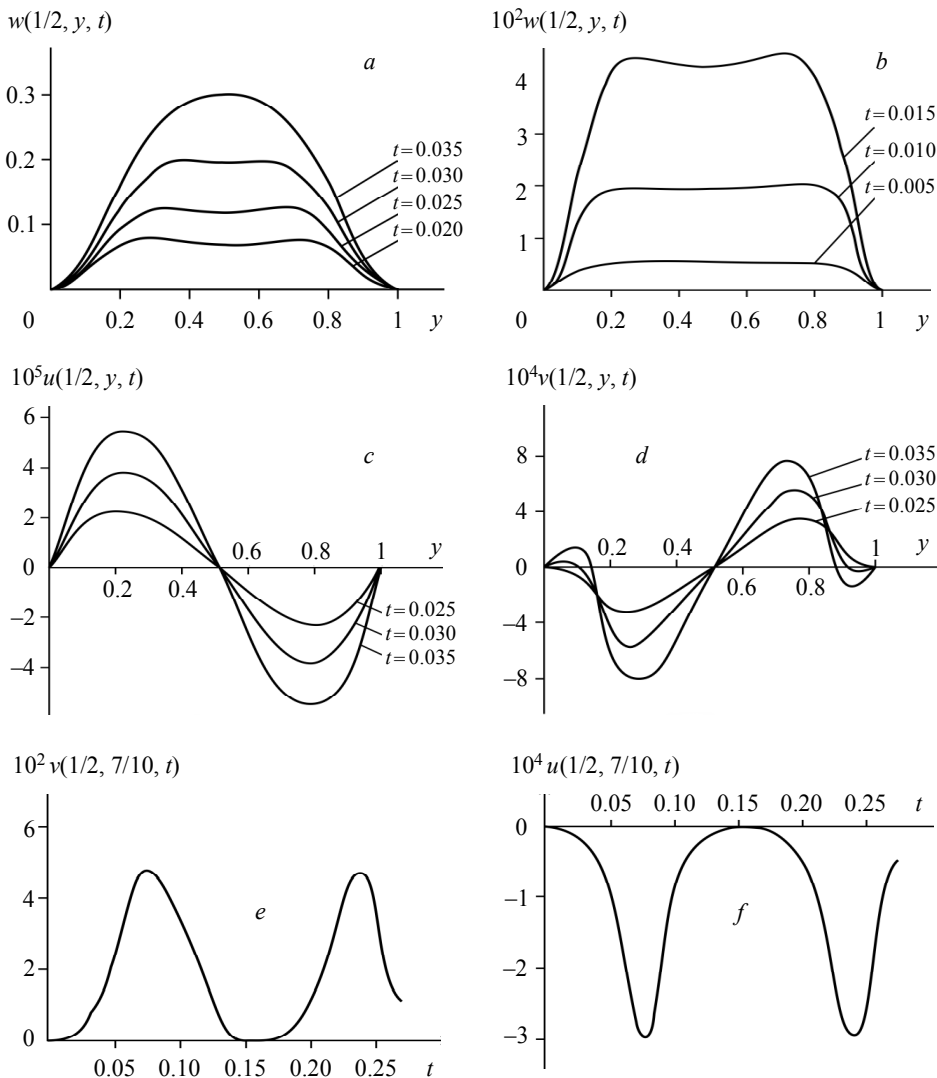 w(1/2, y, t)
a
0.3
0.2
0.1
t=0.035
t=0.030
t=0.025
t=0.020
0 0.2 0.4 0.6 0.8 1 y
10²w(1/2, y, t)
b
4
3
2
1
t=0.015
t=0.010
t=0.005
0 0.2 0.4 0.6 0.8 1 y
10⁵u(1/2, y, t)
6
c
4
2
0.6 0.8 1 y
0
0.2 0.4
t=0.025
t=0.030
t=0.035
–2
–4
10⁴v(1/2, y, t)
d
8
4
t=0.035
t=0.030
t=0.025
0.2 0.4 y
0
0.6 0.8 1
–4
–8
10² v(1/2, 7/10, t)
6
4
e
2
0
0.05 0.10 0.15 0.20 0.25 t
10⁴ u(1/2, 7/10, t)
0.05 0.10 0.15 0.20 0.25 t
0
–1
f
–2
–3